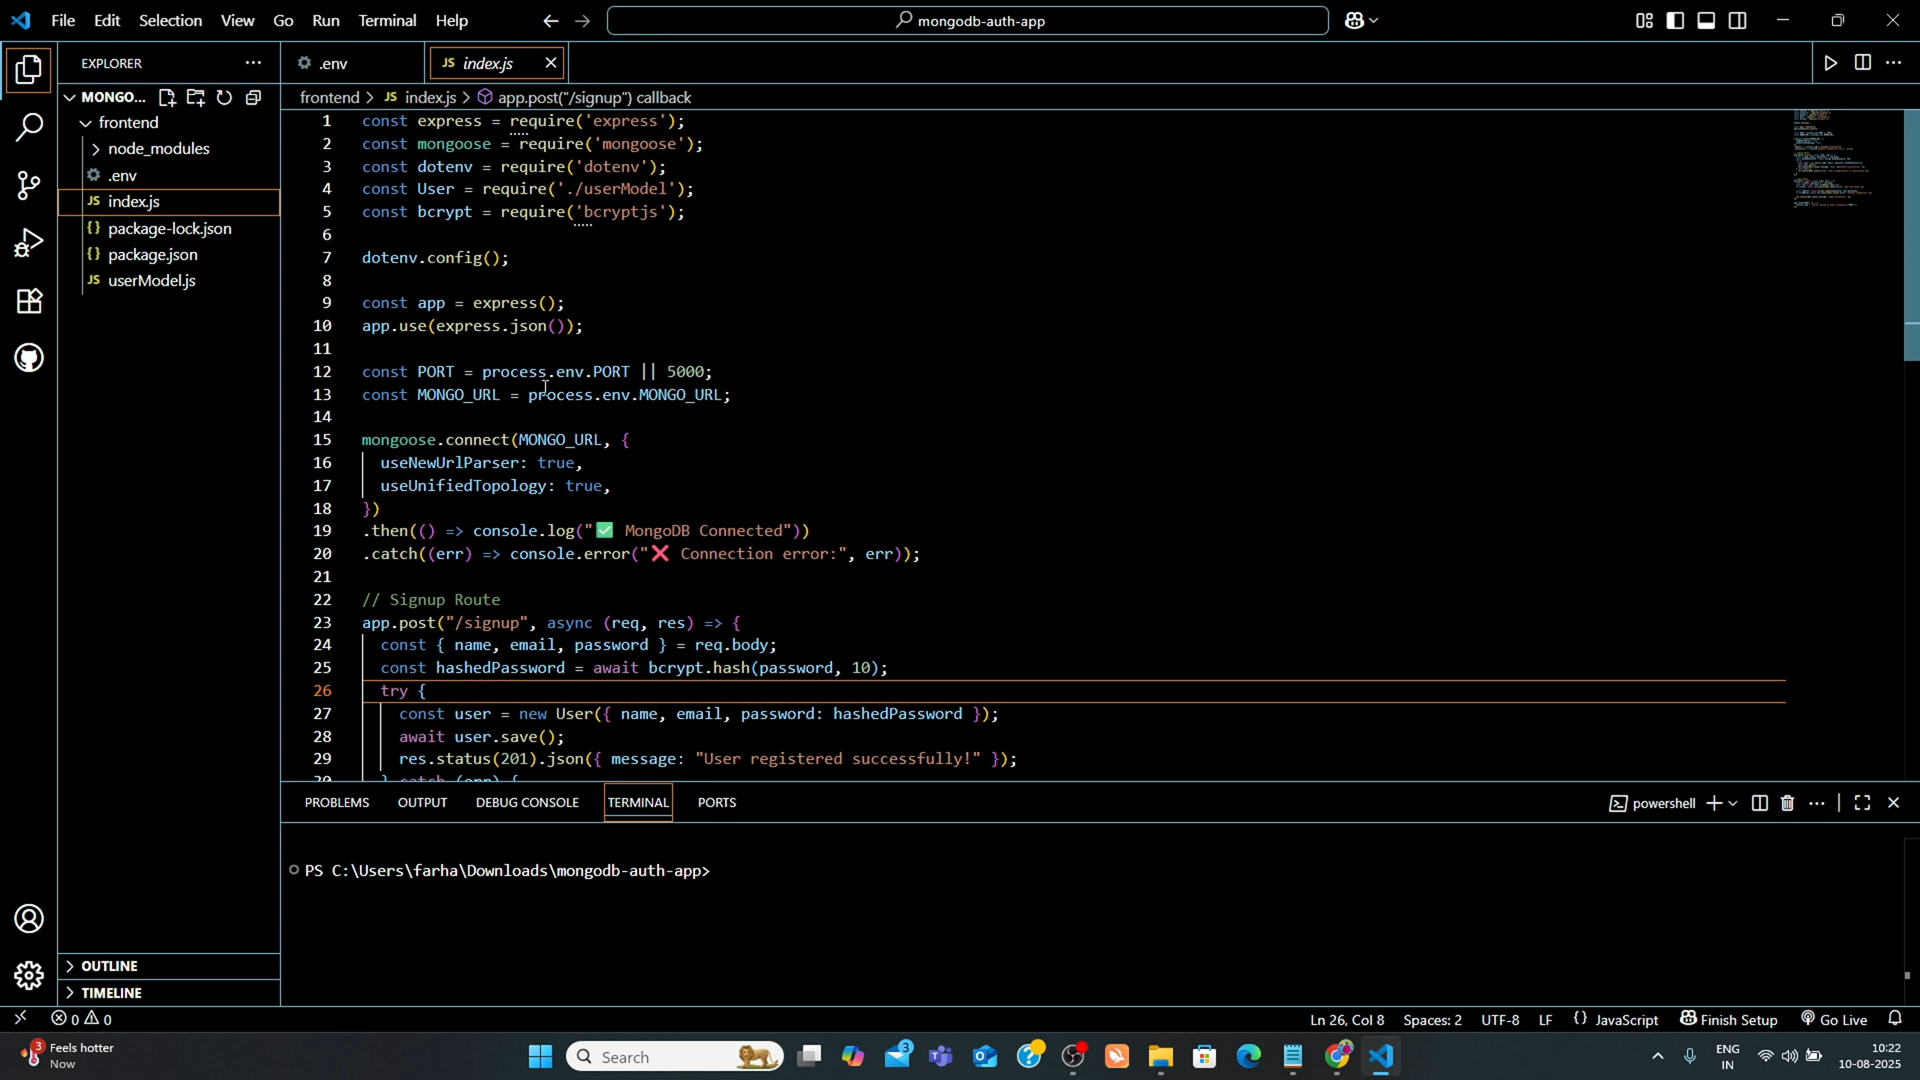 File Edit Selection View Go Run Terminal Help
mongodb-auth-app
EXPLORER
MONGO...
frontend
node_modules
.env
JS index.js
{} package-lock.json
{} package.json
JS userModel.js
OUTLINE
TIMELINE
.env
JS index.js
frontend > JS index.js > app.post("/signup") callback
1 const express = require('express');
2 const mongoose = require('mongoose');
3 const dotenv = require('dotenv');
4 const User = require('./userModel');
5 const bcrypt = require('bcryptjs');
6
7 dotenv.config();
8
9 const app = express();
10 app.use(express.json());
11
12 const PORT = process.env.PORT || 5000;
13 const MONGO_URL = process.env.MONGO_URL;
14
15 mongoose.connect(MONGO_URL, {
16 useNewUrlParser: true,
17 useUnifiedTopology: true,
18 })
19 .then(() => console.log("✅ MongoDB Connected"))
20 .catch((err) => console.error("❌ Connection error:", err));
21
22 // Signup Route
23 app.post("/signup", async (req, res) => {
24 const { name, email, password } = req.body;
25 const hashedPassword = await bcrypt.hash(password, 10);
26 try {
27 const user = new User({ name, email, password: hashedPassword });
28 await user.save();
29 res.status(201).json({ message: "User registered successfully!" });
30 } catch (err) {
PROBLEMS OUTPUT DEBUG CONSOLE TERMINAL PORTS
powershell
PS C:\Users\farha\Downloads\mongodb-auth-app>
0 0
Ln 26, Col 8 Spaces: 2 UTF-8 LF {} JavaScript Finish Setup Go Live
3
Feels hotter
Now
Search
3
ENG
IN
10:22
10-08-2025